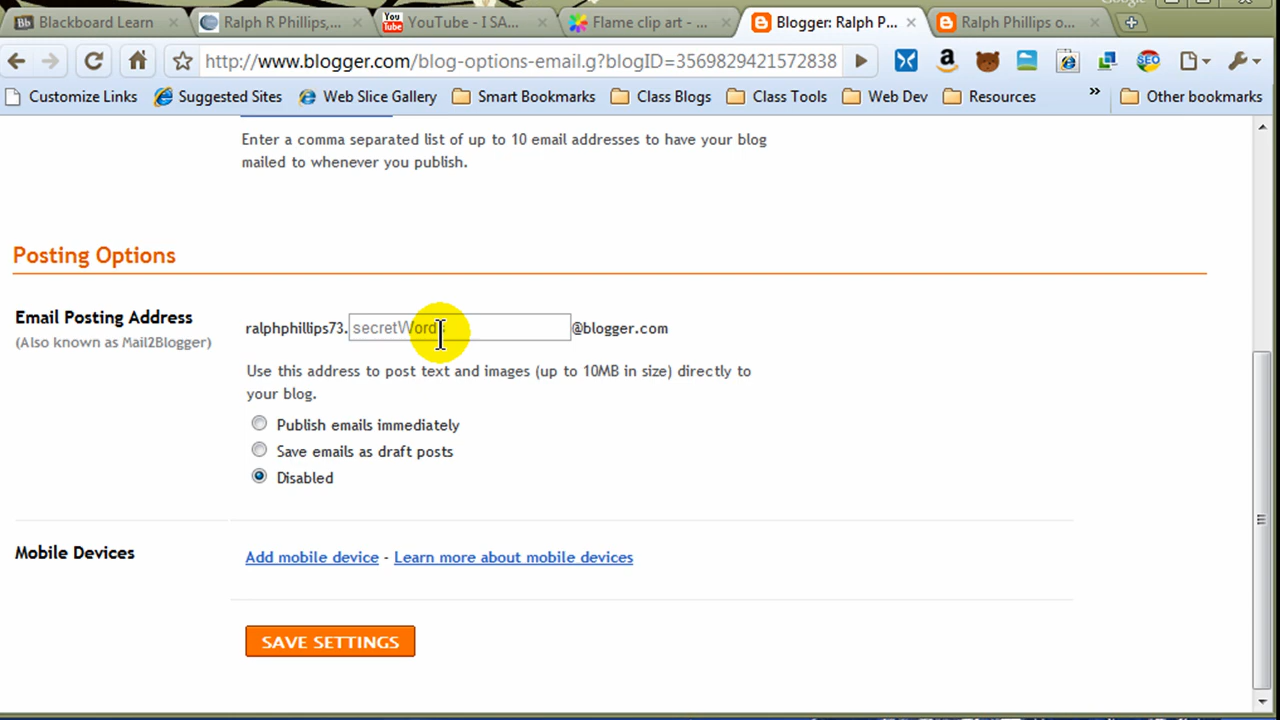 Google
Blackboard Learn
Ralph R Phillips,...
YouTube - I SA...
Flame clip art - ...
Blogger: Ralph P...
Ralph Phillips o...
http://www.blogger.com/blog-options-email.g?blogID=3569829421572838
Customize Links
Suggested Sites
Web Slice Gallery
Smart Bookmarks
Class Blogs
Class Tools
Web Dev
Resources
»
Other bookmarks
Enter a comma separated list of up to 10 email addresses to have your blog
mailed to whenever you publish.
Posting Options
Email Posting Address
(Also known as Mail2Blogger)
ralphphillips73. secretWords @blogger.com
Use this address to post text and images (up to 10MB in size) directly to
your blog.
Publish emails immediately
Save emails as draft posts
Disabled
Mobile Devices
Add mobile device - Learn more about mobile devices
SAVE SETTINGS